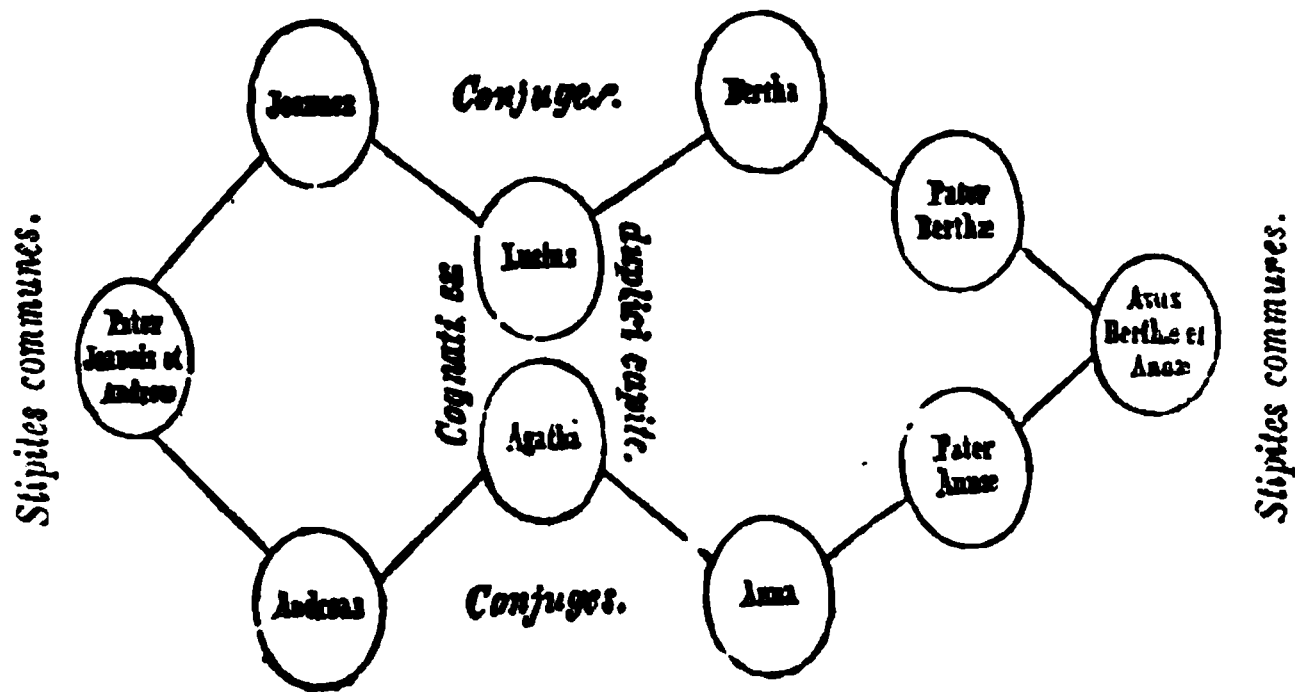 Joannes
Conjuges.
Bertha
Pater
Berthæ
Lucius
Stipites communes.
Cognati ex
duplici capite.
Stipites communes.
Pater
Joannis et
Andreæ
Avus
Berthæ et
Annæ
Agatha
Pater
Annæ
Andreas
Conjuges.
Anna